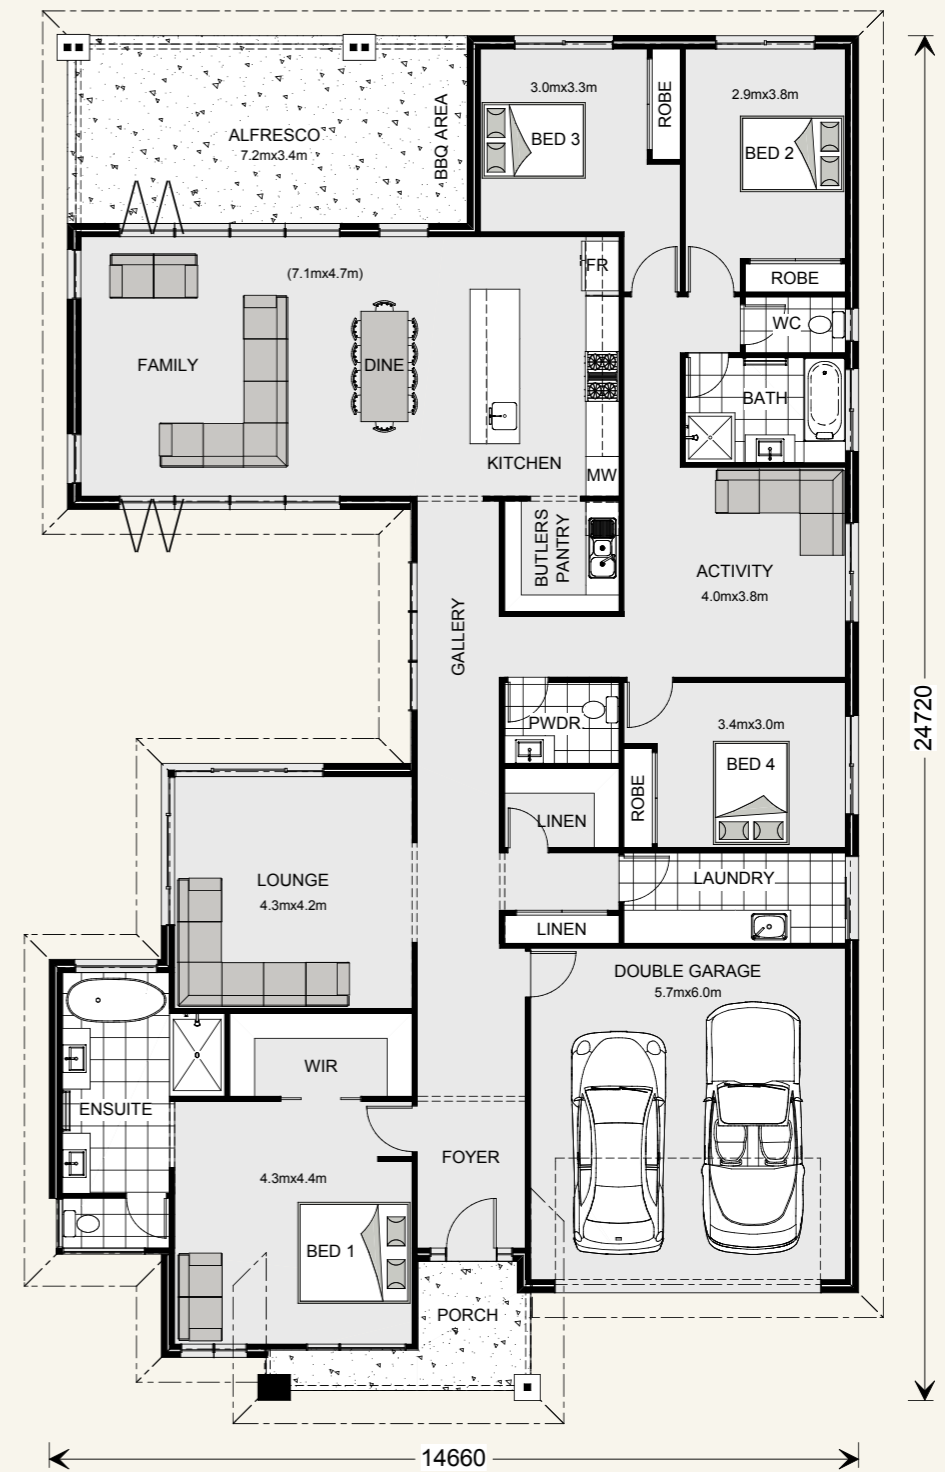 3.0mx3.3m
BED 3
ROBE
2.9mx3.8m
BED 2
ALFRESCO
7.2mx3.4m
BBQ AREA
ROBE
FR
(7.1mx4.7m)
WC
FAMILY
DINE
BATH
KITCHEN
MW
BUTLERS
PANTRY
ACTIVITY
4.0mx3.8m
GALLERY
PWDR.
3.4mx3.0m
BED 4
24720
ROBE
LINEN
LOUNGE
4.3mx4.2m
LAUNDRY
LINEN
DOUBLE GARAGE
5.7mx6.0m
WIR
ENSUITE
FOYER
4.3mx4.4m
BED 1
PORCH
14660